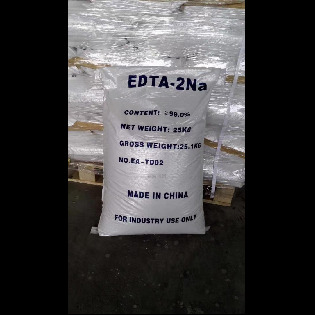 EDTA-2Na
CONTENT: ≥99.0%
NET WEIGHT: 25KG
GROSS WEIGHT:25.1KG
NO.EA-TD02
MADE IN CHINA
FOR INDUSTRY USE ONLY